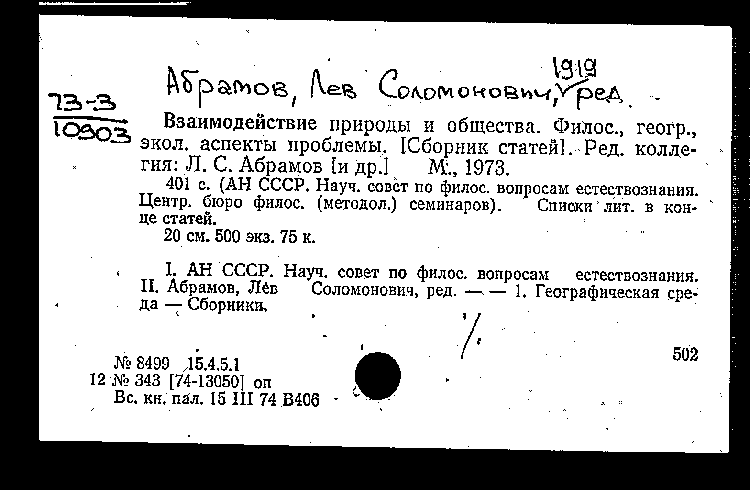 1919
Абрамов, Лев Соломонович, ред.
73-3
10903
Взаимодействие природы и общества. Филос., геогр.,
экол. аспекты проблемы. [Сборник статей]. Ред. колле-
гия: Л. С. Абрамов [и др.] М., 1973.
401 с. (АН СССР. Науч. совет по филос. вопросам естествознания.
Центр. бюро филос. (методол.) семинаров). Списки лит. в кон-
це статей.
20 см. 500 экз. 75 к.
I. АН СССР. Науч. совет по филос. вопросам естествознания.
II. Абрамов, Лев Соломонович, ред. — — 1. Географическая сре-
да — Сборники.
502
№ 8499 15.4.5.1
12 № 343 [74-13050] оп
Вс. кн. пал. 15 III 74 В406